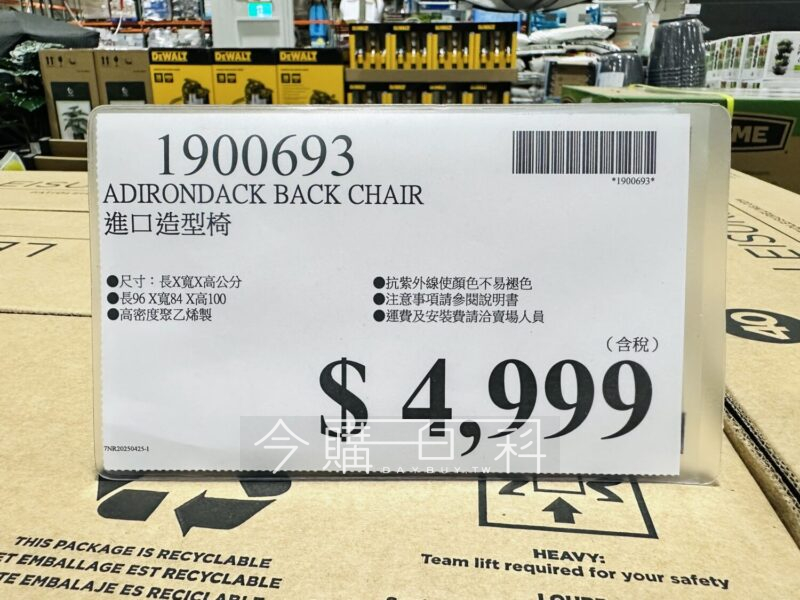 DEWALT DEWALT DEWALT
1900693
*1900693*
ADIRONDACK BACK CHAIR
進口造型椅
●尺寸：長X寬X高公分
●長96 X寬84 X高100
●高密度聚乙烯製
●抗紫外線使顏色不易褪色
●注意事項請參閱說明書
●運費及安裝費請洽賣場人員
（含稅）
$ 4,999
7NR20250425-1
今購百科
DAYBUY.TW
40
THIS PACKAGE IS RECYCLABLE
ET EMBALLAGE EST RECYCLABLE
TE EMBALAJE ES RECICLABLE
HEAVY:
Team lift required for your safety